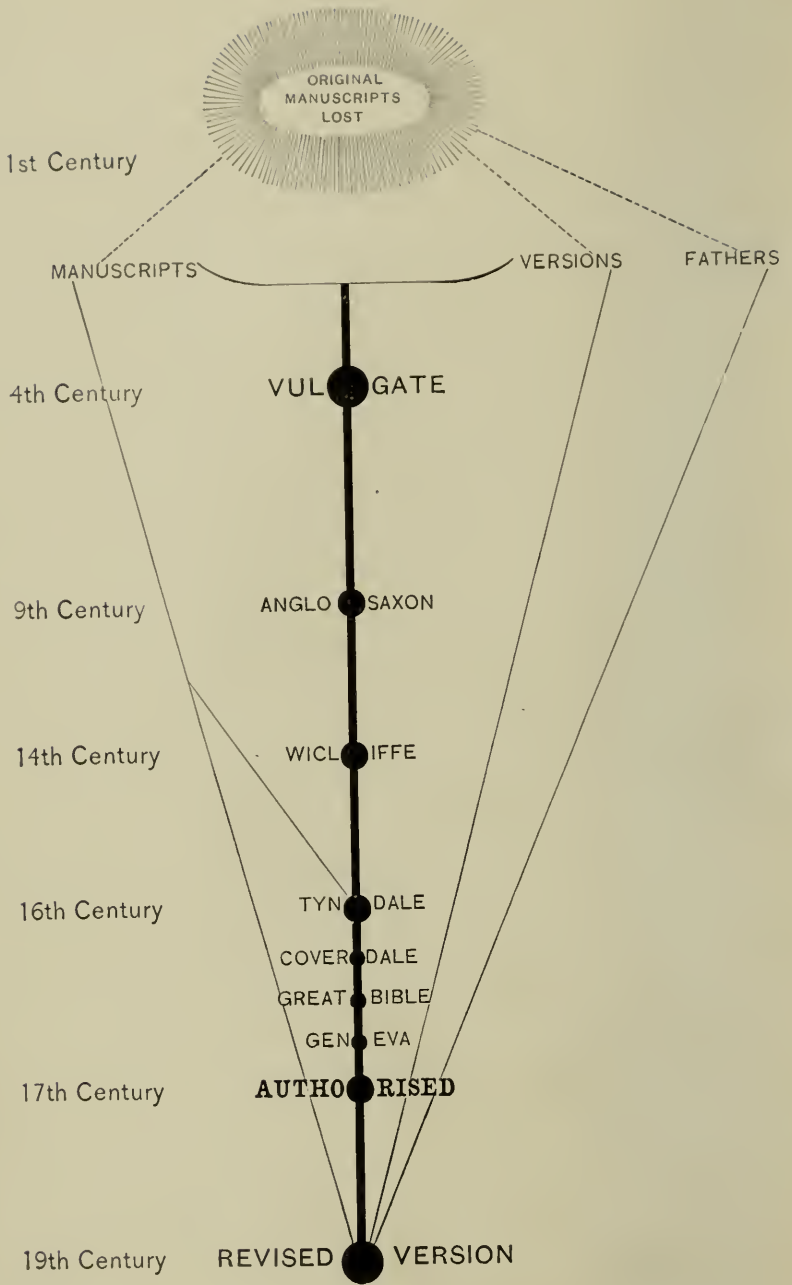 ORIGINAL
MANUSCRIPTS
LOST
1st Century
MANUSCRIPTS VERSIONS FATHERS
4th Century VULGATE
9th Century ANGLO SAXON
14th Century WICLIFFE
16th Century TYNDALE
COVERDALE
GREAT BIBLE
GENEVA
17th Century AUTHORISED
19th Century REVISED VERSION